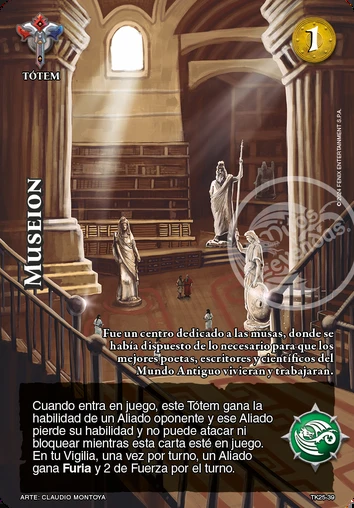 1
TÓTEM
MUSEION
©2024 FENIX ENTERTAINMENT S.P.A.
Fue un centro dedicado a las musas, donde se
había dispuesto de lo necesario para que los
mejores poetas, escritores y científicos del
Mundo Antiguo vivieran y trabajaran.
Cuando entra en juego, este Tótem gana la
habilidad de un Aliado oponente y ese Aliado
pierde su habilidad y no puede atacar ni
bloquear mientras esta carta esté en juego.
En tu Vigilia, una vez por turno, un Aliado
gana Furia y 2 de Fuerza por el turno.
ARTE: CLAUDIO MONTOYA
TK25-39